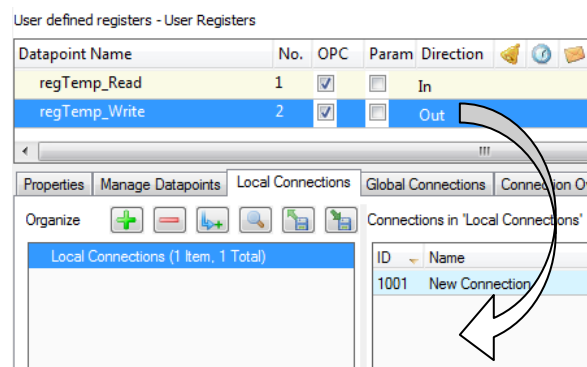 User defined registers - User Registers
Datapoint Name No. OPC Param Direction
regTemp_Read 1 In
regTemp_Write 2 Out
Properties Manage Datapoints Local Connections Global Connections Connection Ov
Organize Connections in 'Local Connections'
Local Connections (1 Item, 1 Total) ID Name
1001 New Connection